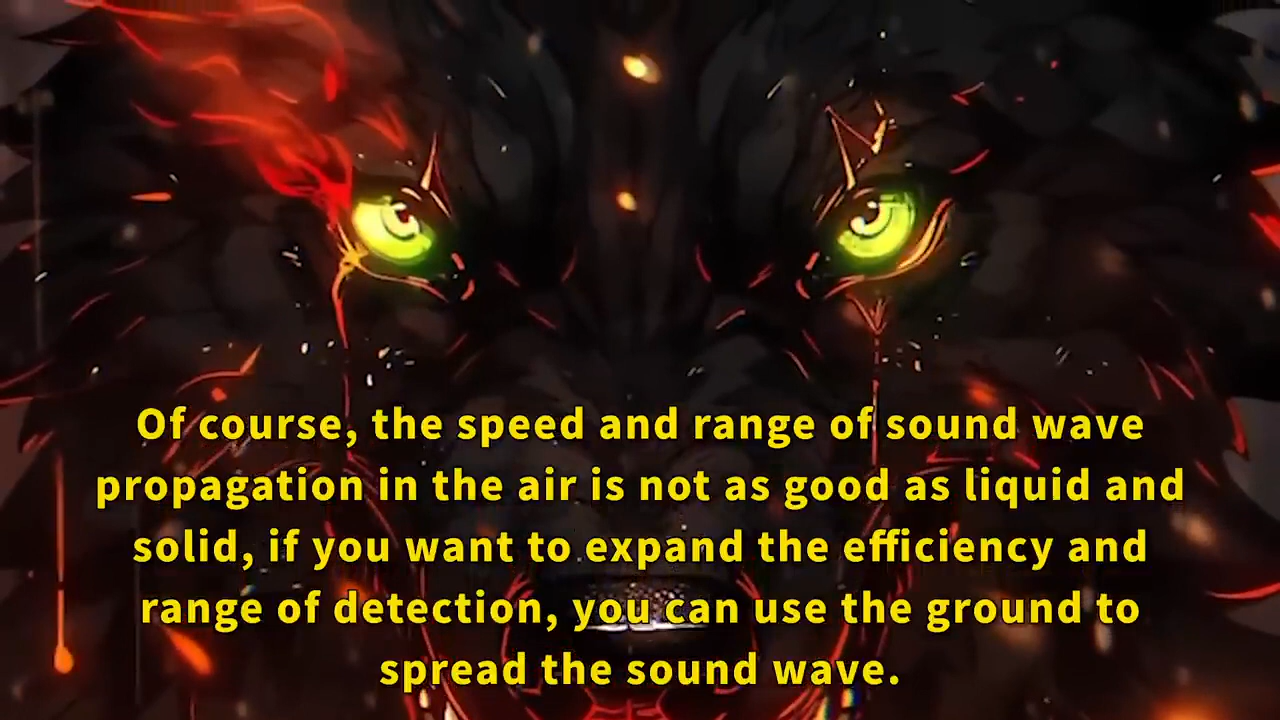 Of course, the speed and range of sound wave
propagation in the air is not as good as liquid and
solid, if you want to expand the efficiency and
range of detection, you can use the ground to
spread the sound wave.